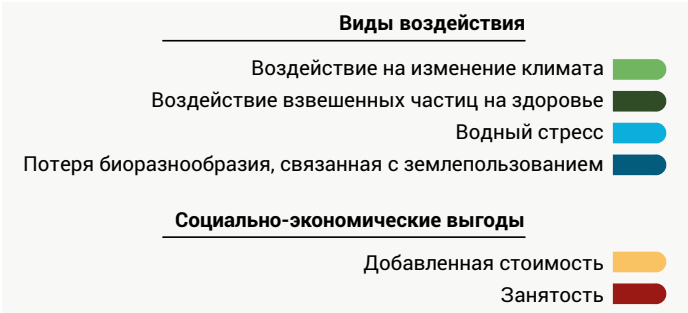 Виды воздействия
Воздействие на изменение климата
Воздействие взвешенных частиц на здоровье
Водный стресс
Потеря биоразнообразия, связанная с землепользованием
Социально-экономические выгоды
Добавленная стоимость
Занятость